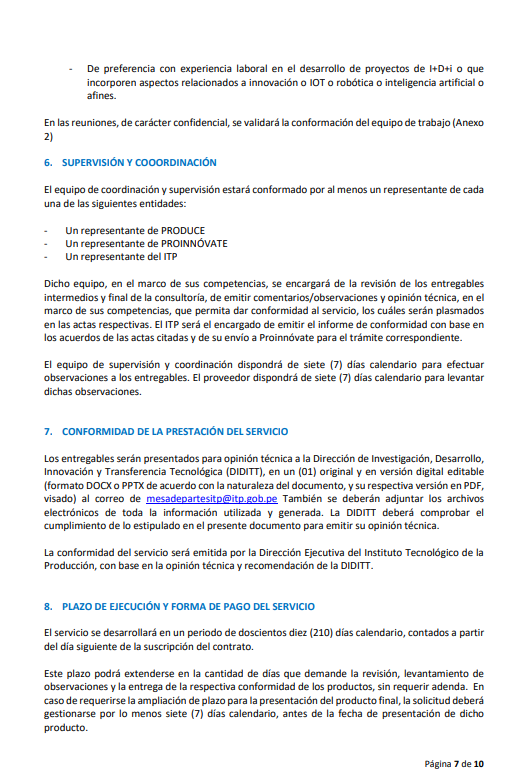 - De preferencia con experiencia laboral en el desarrollo de proyectos de I+D+i o que
incorporen aspectos relacionados a innovación o IOT o robótica o inteligencia artificial o
afines.
En las reuniones, de carácter confidencial, se validará la conformación del equipo de trabajo (Anexo
2)
6. SUPERVISIÓN Y COOORDINACIÓN
El equipo de coordinación y supervisión estará conformado por al menos un representante de cada
una de las siguientes entidades:
- Un representante de PRODUCE
- Un representante de PROINNÓVATE
- Un representante del ITP
Dicho equipo, en el marco de sus competencias, se encargará de la revisión de los entregables
intermedios y final de la consultoría, de emitir comentarios/observaciones y opinión técnica, en el
marco de sus competencias, que permita dar conformidad al servicio, los cuáles serán plasmados
en las actas respectivas. El ITP será el encargado de emitir el informe de conformidad con base en
los acuerdos de las actas citadas y de su envío a Proinnóvate para el trámite correspondiente.
El equipo de supervisión y coordinación dispondrá de siete (7) días calendario para efectuar
observaciones a los entregables. El proveedor dispondrá de siete (7) días calendario para levantar
dichas observaciones.
7. CONFORMIDAD DE LA PRESTACIÓN DEL SERVICIO
Los entregables serán presentados para opinión técnica a la Dirección de Investigación, Desarrollo,
Innovación y Transferencia Tecnológica (DIDITT), en un (01) original y en versión digital editable
(formato DOCX o PPTX de acuerdo con la naturaleza del documento, y su respectiva versión en PDF,
visado) al correo de mesadepartesitp@itp.gob.pe También se deberán adjuntar los archivos
electrónicos de toda la información utilizada y generada. La DIDITT deberá comprobar el
cumplimiento de lo estipulado en el presente documento para emitir su opinión técnica.
La conformidad del servicio será emitida por la Dirección Ejecutiva del Instituto Tecnológico de la
Producción, con base en la opinión técnica y recomendación de la DIDITT.
8. PLAZO DE EJECUCIÓN Y FORMA DE PAGO DEL SERVICIO
El servicio se desarrollará en un periodo de doscientos diez (210) días calendario, contados a partir
del día siguiente de la suscripción del contrato.
Este plazo podrá extenderse en la cantidad de días que demande la revisión, levantamiento de
observaciones y la entrega de la respectiva conformidad de los productos, sin requerir adenda. En
caso de requerirse la ampliación de plazo para la presentación del producto final, la solicitud deberá
gestionarse por lo menos siete (7) días calendario, antes de la fecha de presentación de dicho
producto.
Página 7 de 10